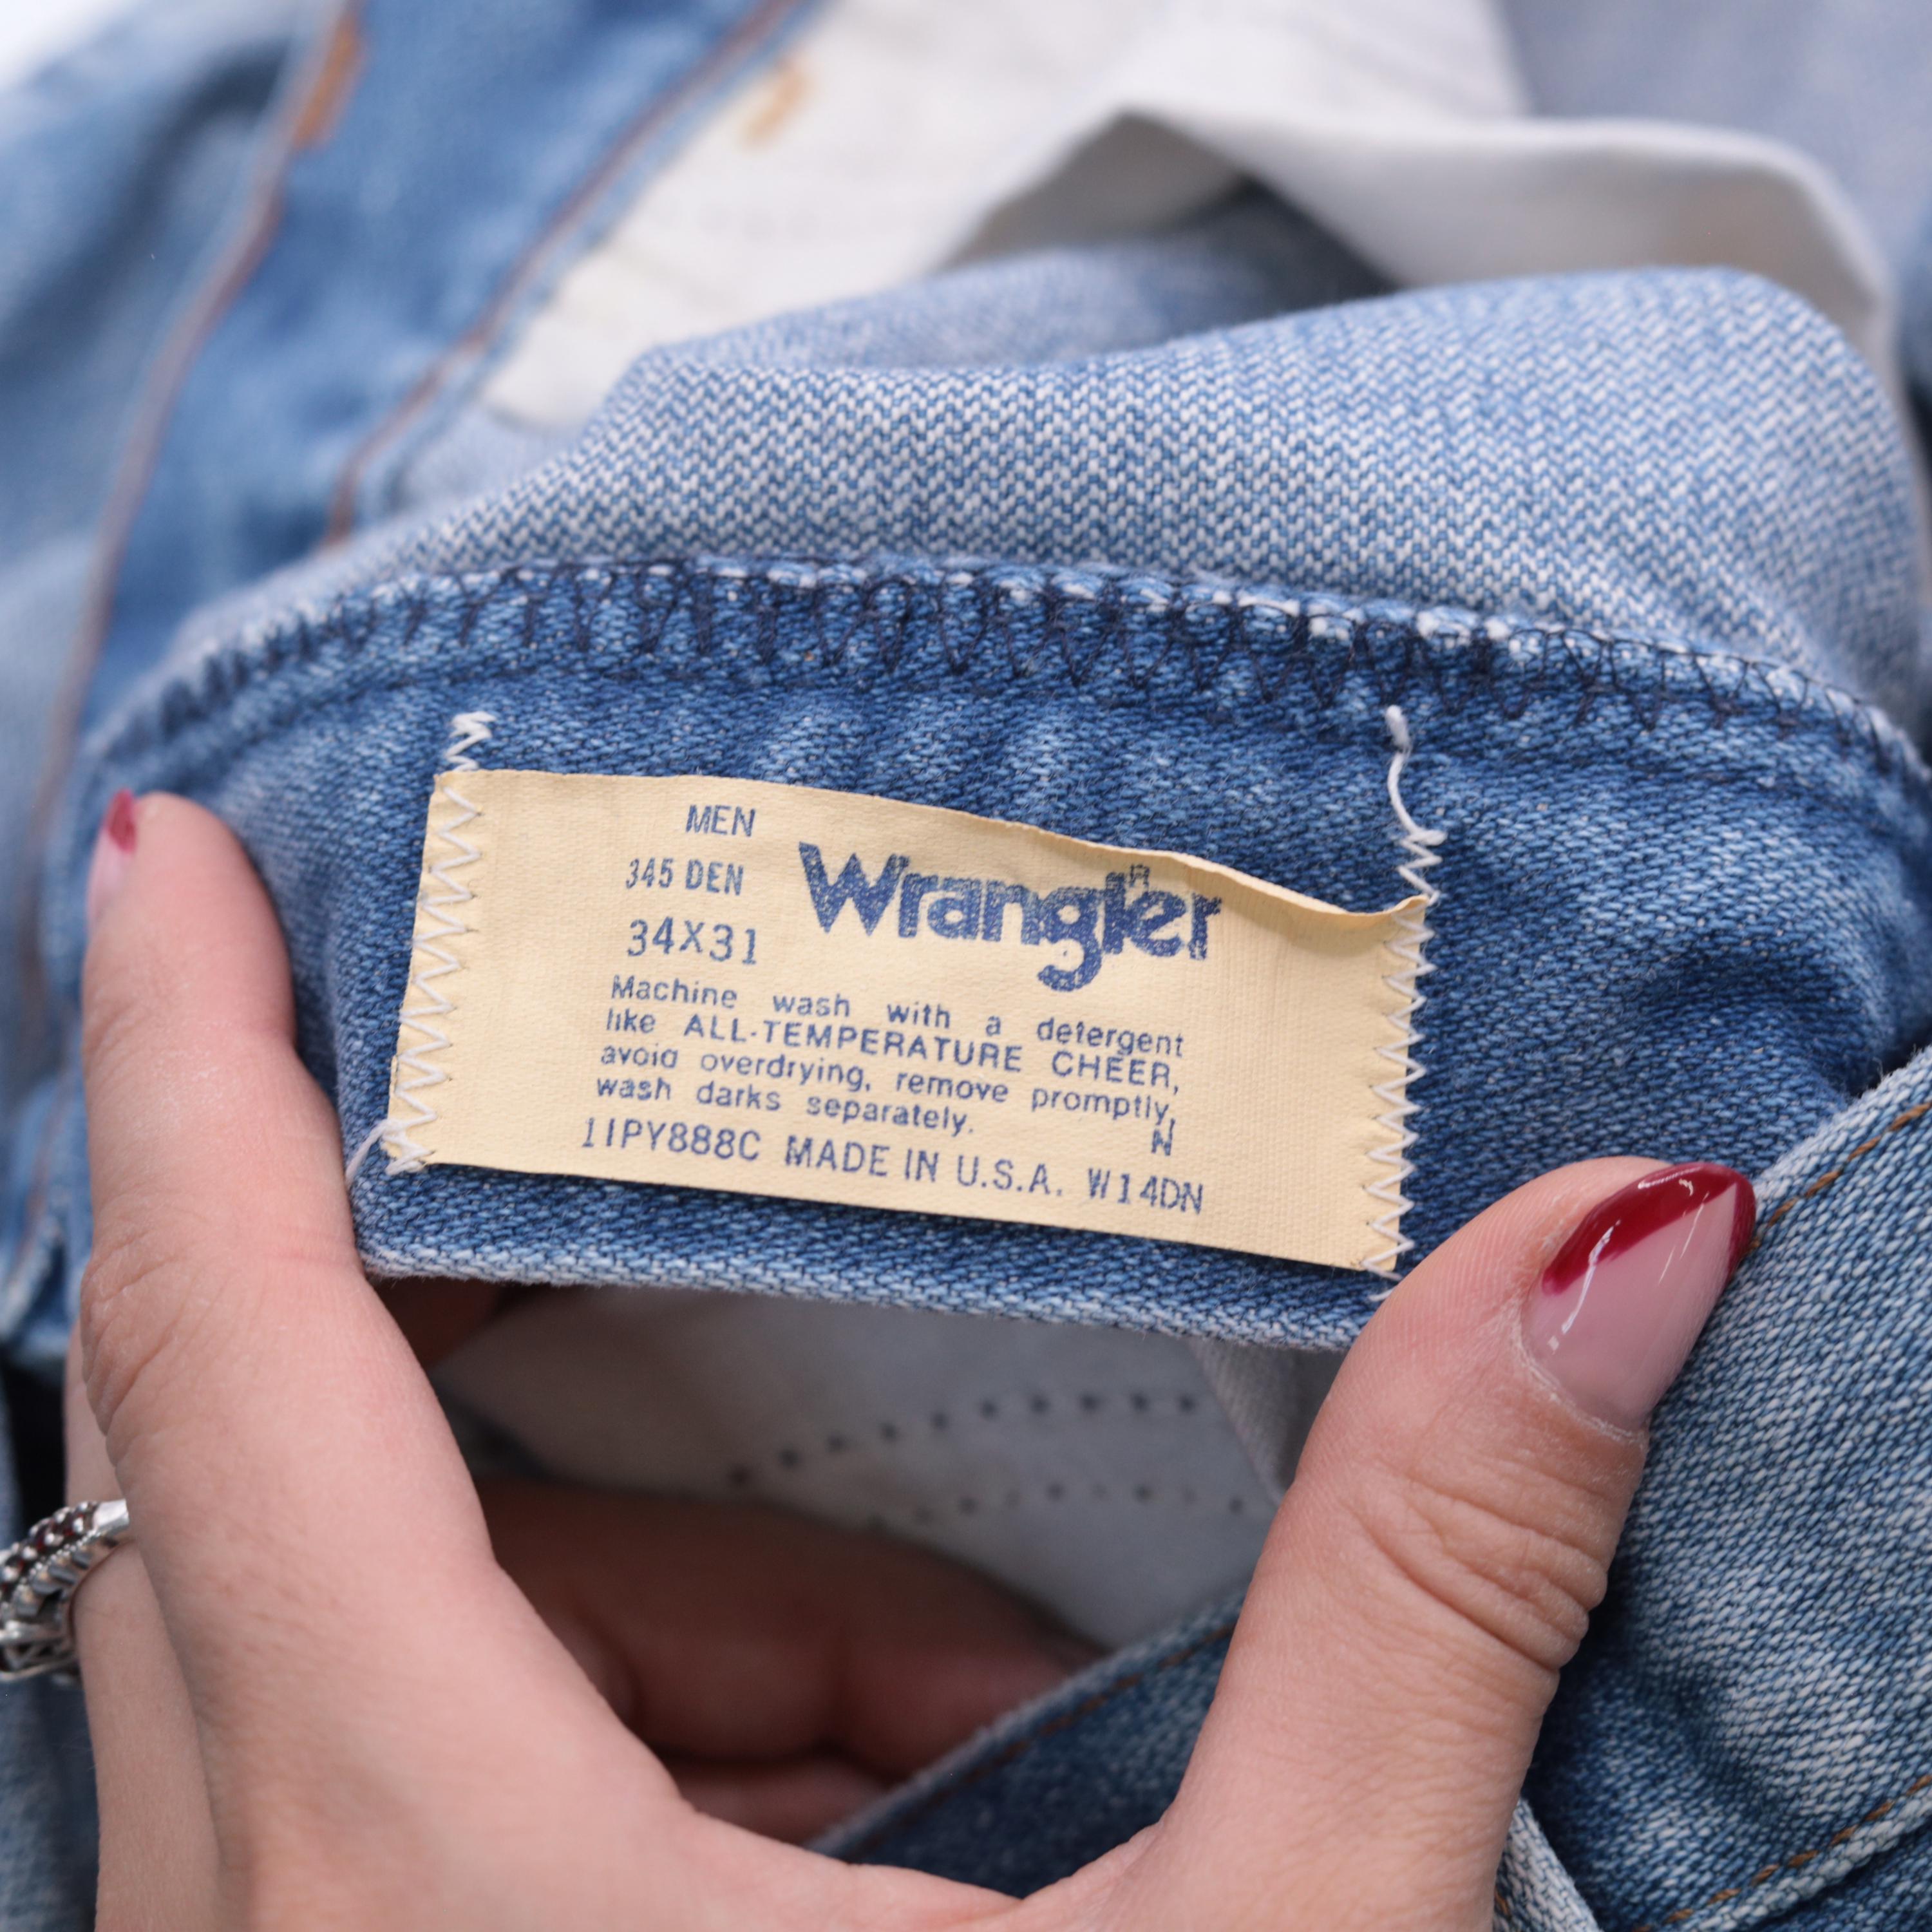 MEN
345 DEN
34X31
Wrangler®
Machine wash with a detergent
like ALL-TEMPERATURE CHEER,
avoid overdrying, remove promptly,
wash darks separately.
N
11PY888C MADE IN U.S.A. W14DN